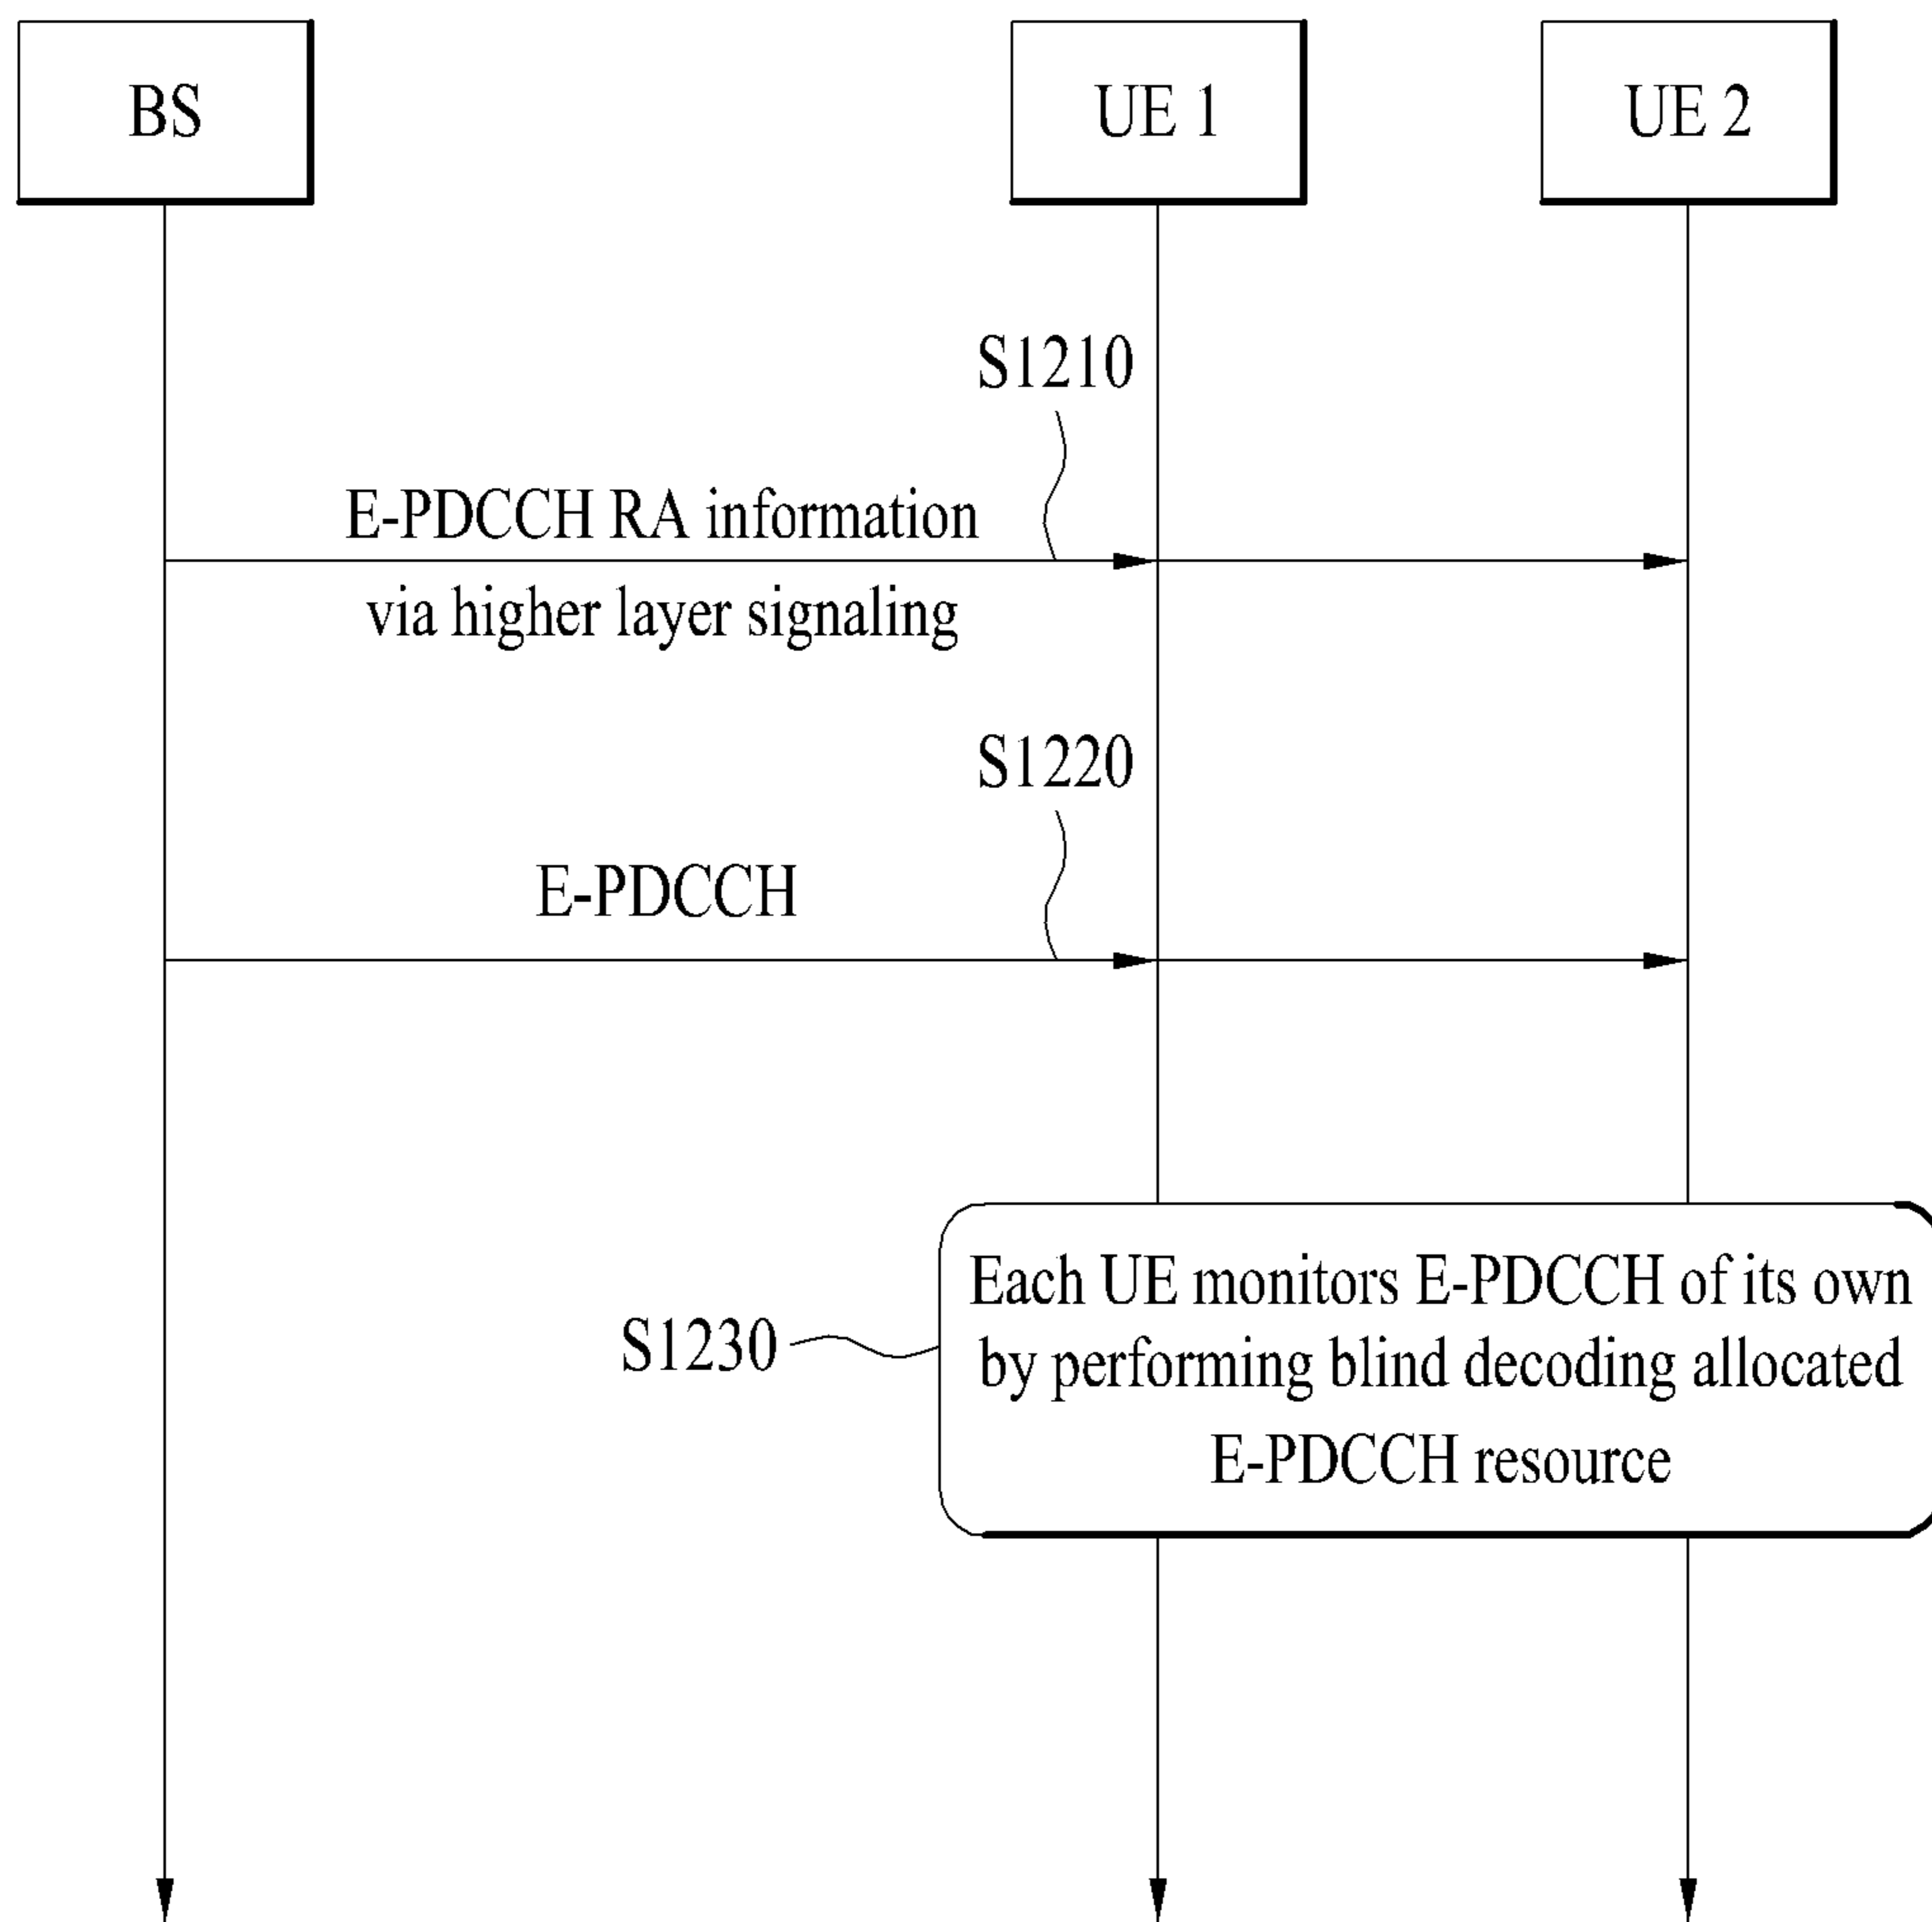 BS
UE 1
UE 2
S1210
E-PDCCH RA information
via higher layer signaling
S1220
E-PDCCH
S1230
Each UE monitors E-PDCCH of its own
by performing blind decoding allocated
E-PDCCH resource